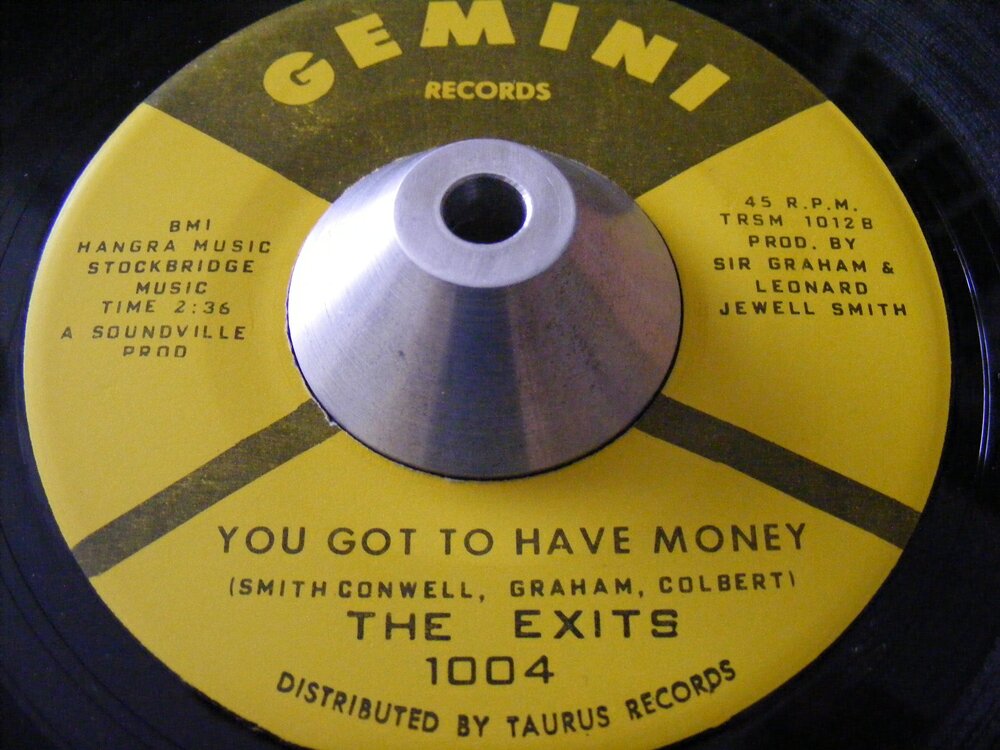 GEMINI
RECORDS
BMI
HANGRA MUSIC
STOCKBRIDGE
MUSIC
TIME 2:36
A SOUNDVILLE
PROD
45 R.P.M.
TRSM 1012B
PROD. BY
SIR GRAHAM &
LEONARD
JEWELL SMITH
YOU GOT TO HAVE MONEY
(SMITH CONWELL, GRAHAM, COLBERT)
THE EXITS
1004
DISTRIBUTED BY TAURUS RECORDS